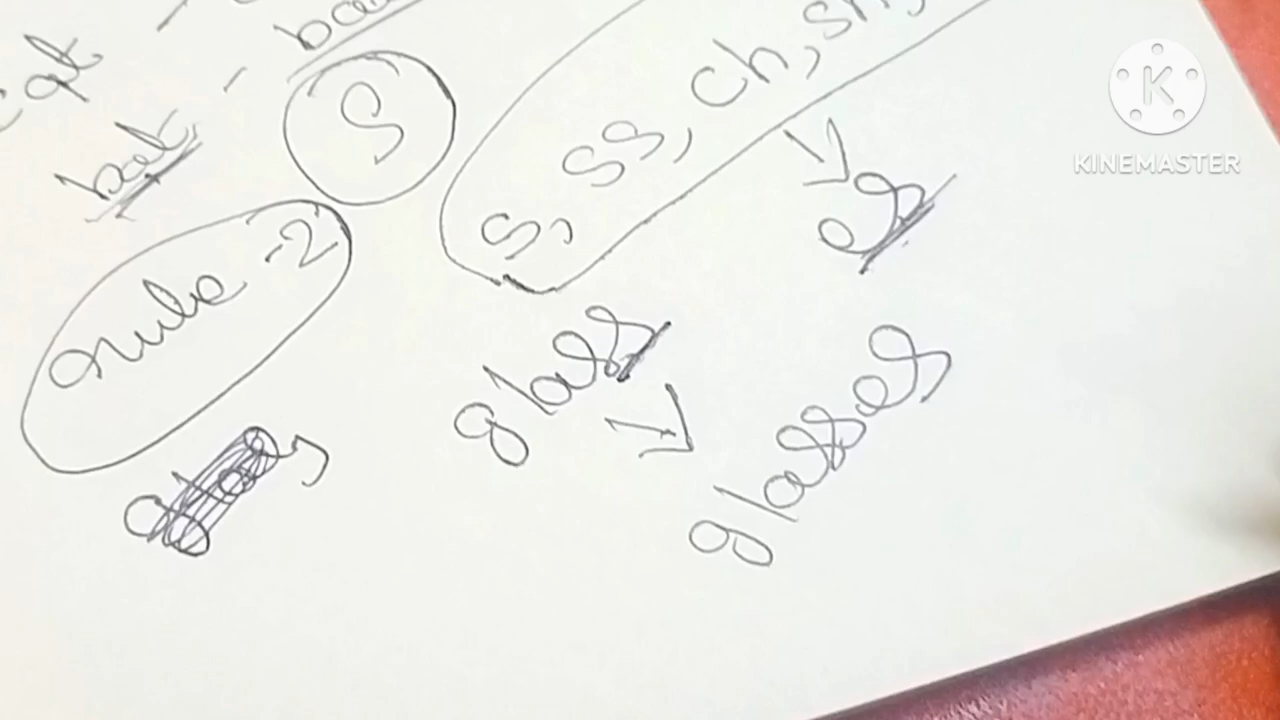 cat -
bat -
S
rule -2
s, ss, ch, sh,
es
glass
glasses
K
KINEMASTER